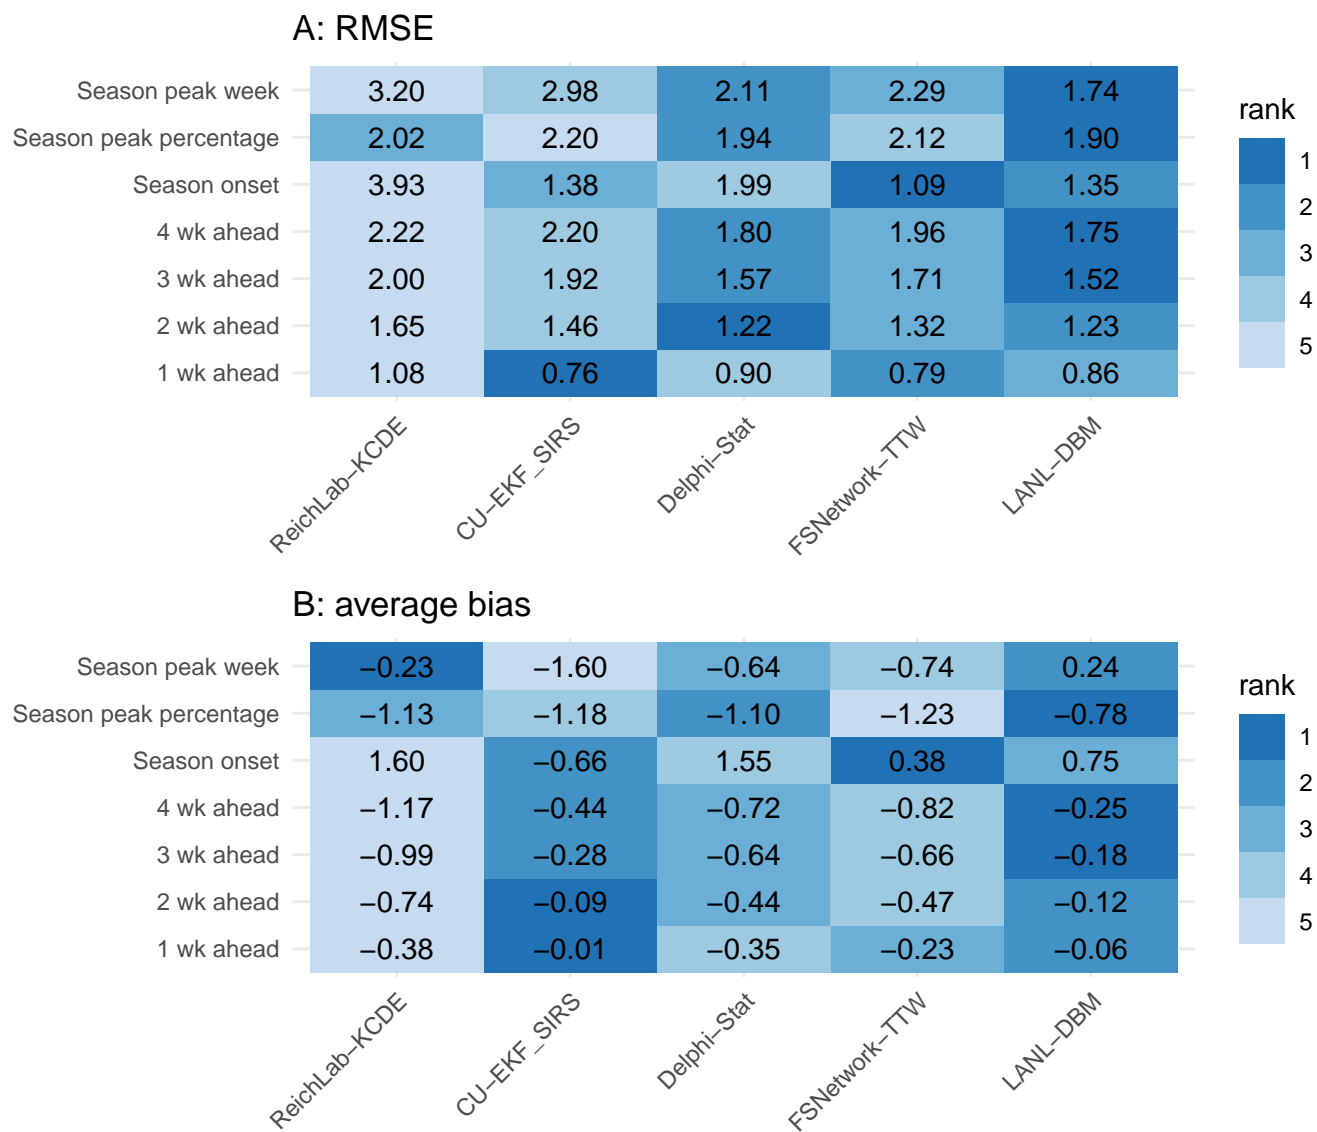 A: RMSE
Season peak week 3.20 2.98 2.11 2.29 1.74
Season peak percentage 2.02 2.20 1.94 2.12 1.90
Season onset 3.93 1.38 1.99 1.09 1.35
4 wk ahead 2.22 2.20 1.80 1.96 1.75
3 wk ahead 2.00 1.92 1.57 1.71 1.52
2 wk ahead 1.65 1.46 1.22 1.32 1.23
1 wk ahead 1.08 0.76 0.90 0.79 0.86
ReichLab−KCDE CU−EKF_SIRS Delphi−Stat FSNetwork−TTW LANL−DBM
rank
1
2
3
4
5
B: average bias
Season peak week −0.23 −1.60 −0.64 −0.74 0.24
Season peak percentage −1.13 −1.18 −1.10 −1.23 −0.78
Season onset 1.60 −0.66 1.55 0.38 0.75
4 wk ahead −1.17 −0.44 −0.72 −0.82 −0.25
3 wk ahead −0.99 −0.28 −0.64 −0.66 −0.18
2 wk ahead −0.74 −0.09 −0.44 −0.47 −0.12
1 wk ahead −0.38 −0.01 −0.35 −0.23 −0.06
ReichLab−KCDE CU−EKF_SIRS Delphi−Stat FSNetwork−TTW LANL−DBM
rank
1
2
3
4
5